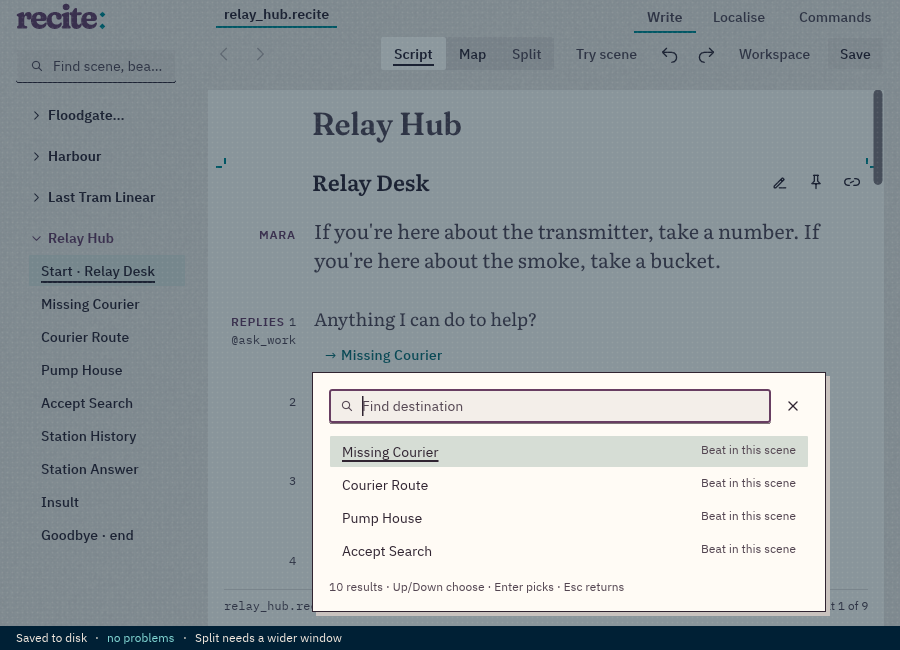 recite:
relay_hub.recite
Write
Localise
Commands
Find scene, bea...
Script
Map
Split
Try scene
Workspace
Save
Floodgate...
Harbour
Last Tram Linear
Relay Hub
Start · Relay Desk
Missing Courier
Courier Route
Pump House
Accept Search
Station History
Station Answer
Insult
Goodbye · end
Relay Hub
Relay Desk
MARA
If you're here about the transmitter, take a number. If
you're here about the smoke, take a bucket.
REPLIES 1
@ask_work
Anything I can do to help?
→ Missing Courier
2
3
4
Find destination
Missing Courier
Beat in this scene
Courier Route
Beat in this scene
Pump House
Beat in this scene
Accept Search
Beat in this scene
10 results · Up/Down choose · Enter picks · Esc returns
relay_hub.re
1 of 9
Saved to disk · no problems · Split needs a wider window